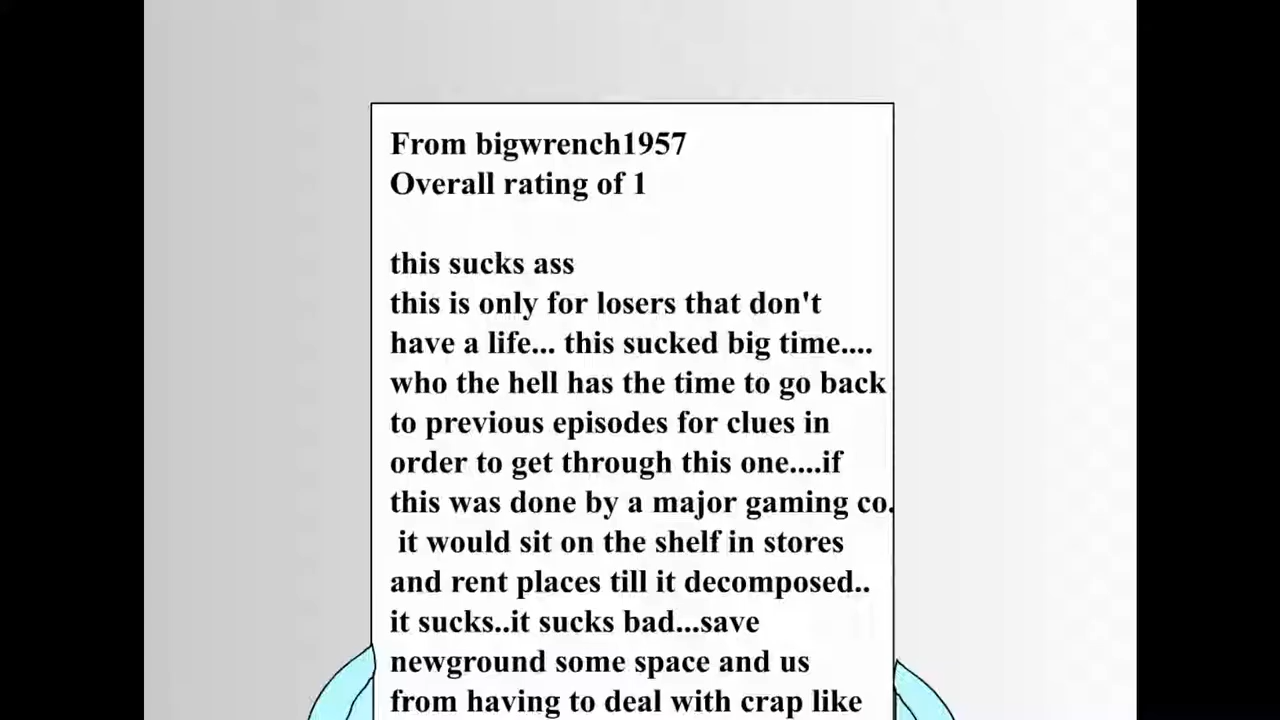 From bigwrench1957
Overall rating of 1
this sucks ass
this is only for losers that don't
have a life... this sucked big time....
who the hell has the time to go back
to previous episodes for clues in
order to get through this one....if
this was done by a major gaming co.
it would sit on the shelf in stores
and rent places till it decomposed..
it sucks..it sucks bad...save
newground some space and us
from having to deal with crap like